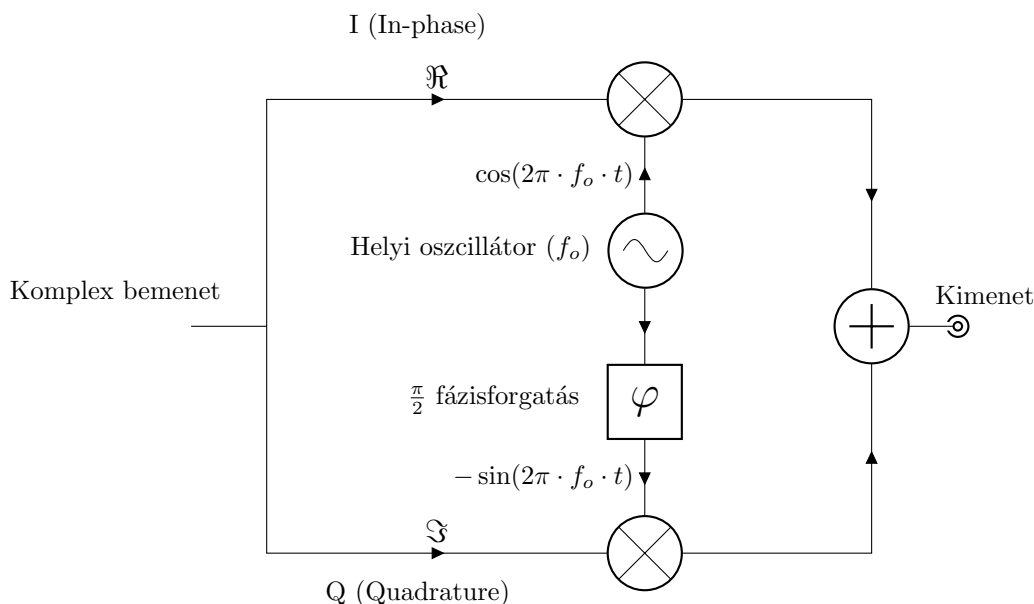 I (In-phase)
ℜ
cos(2π · f_o · t)
Helyi oszcillátor (f_o)
Komplex bemenet
Kimenet
π/2 fázisforgatás
φ
− sin(2π · f_o · t)
ℑ
Q (Quadrature)